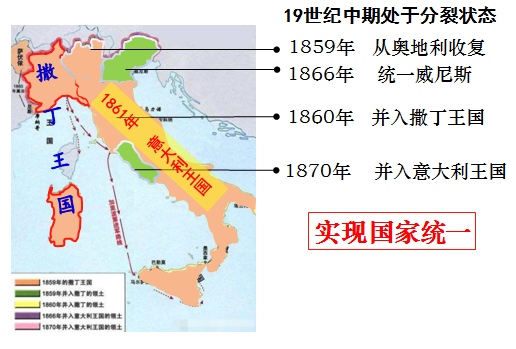 19世纪中期处于分裂状态
1859年 从奥地利收复
1866年 统一威尼斯
1860年 并入撒丁王国
1870年 并入意大利王国
实现国家统一
撒
丁
王
国
1861年 意大利王国
萨伏依
王
国
1859年的撒丁王国
1859年并入撒丁的领土
1860年并入撒丁的领土
1866年并入意大利王国的领土
1870年并入意大利王国的领土